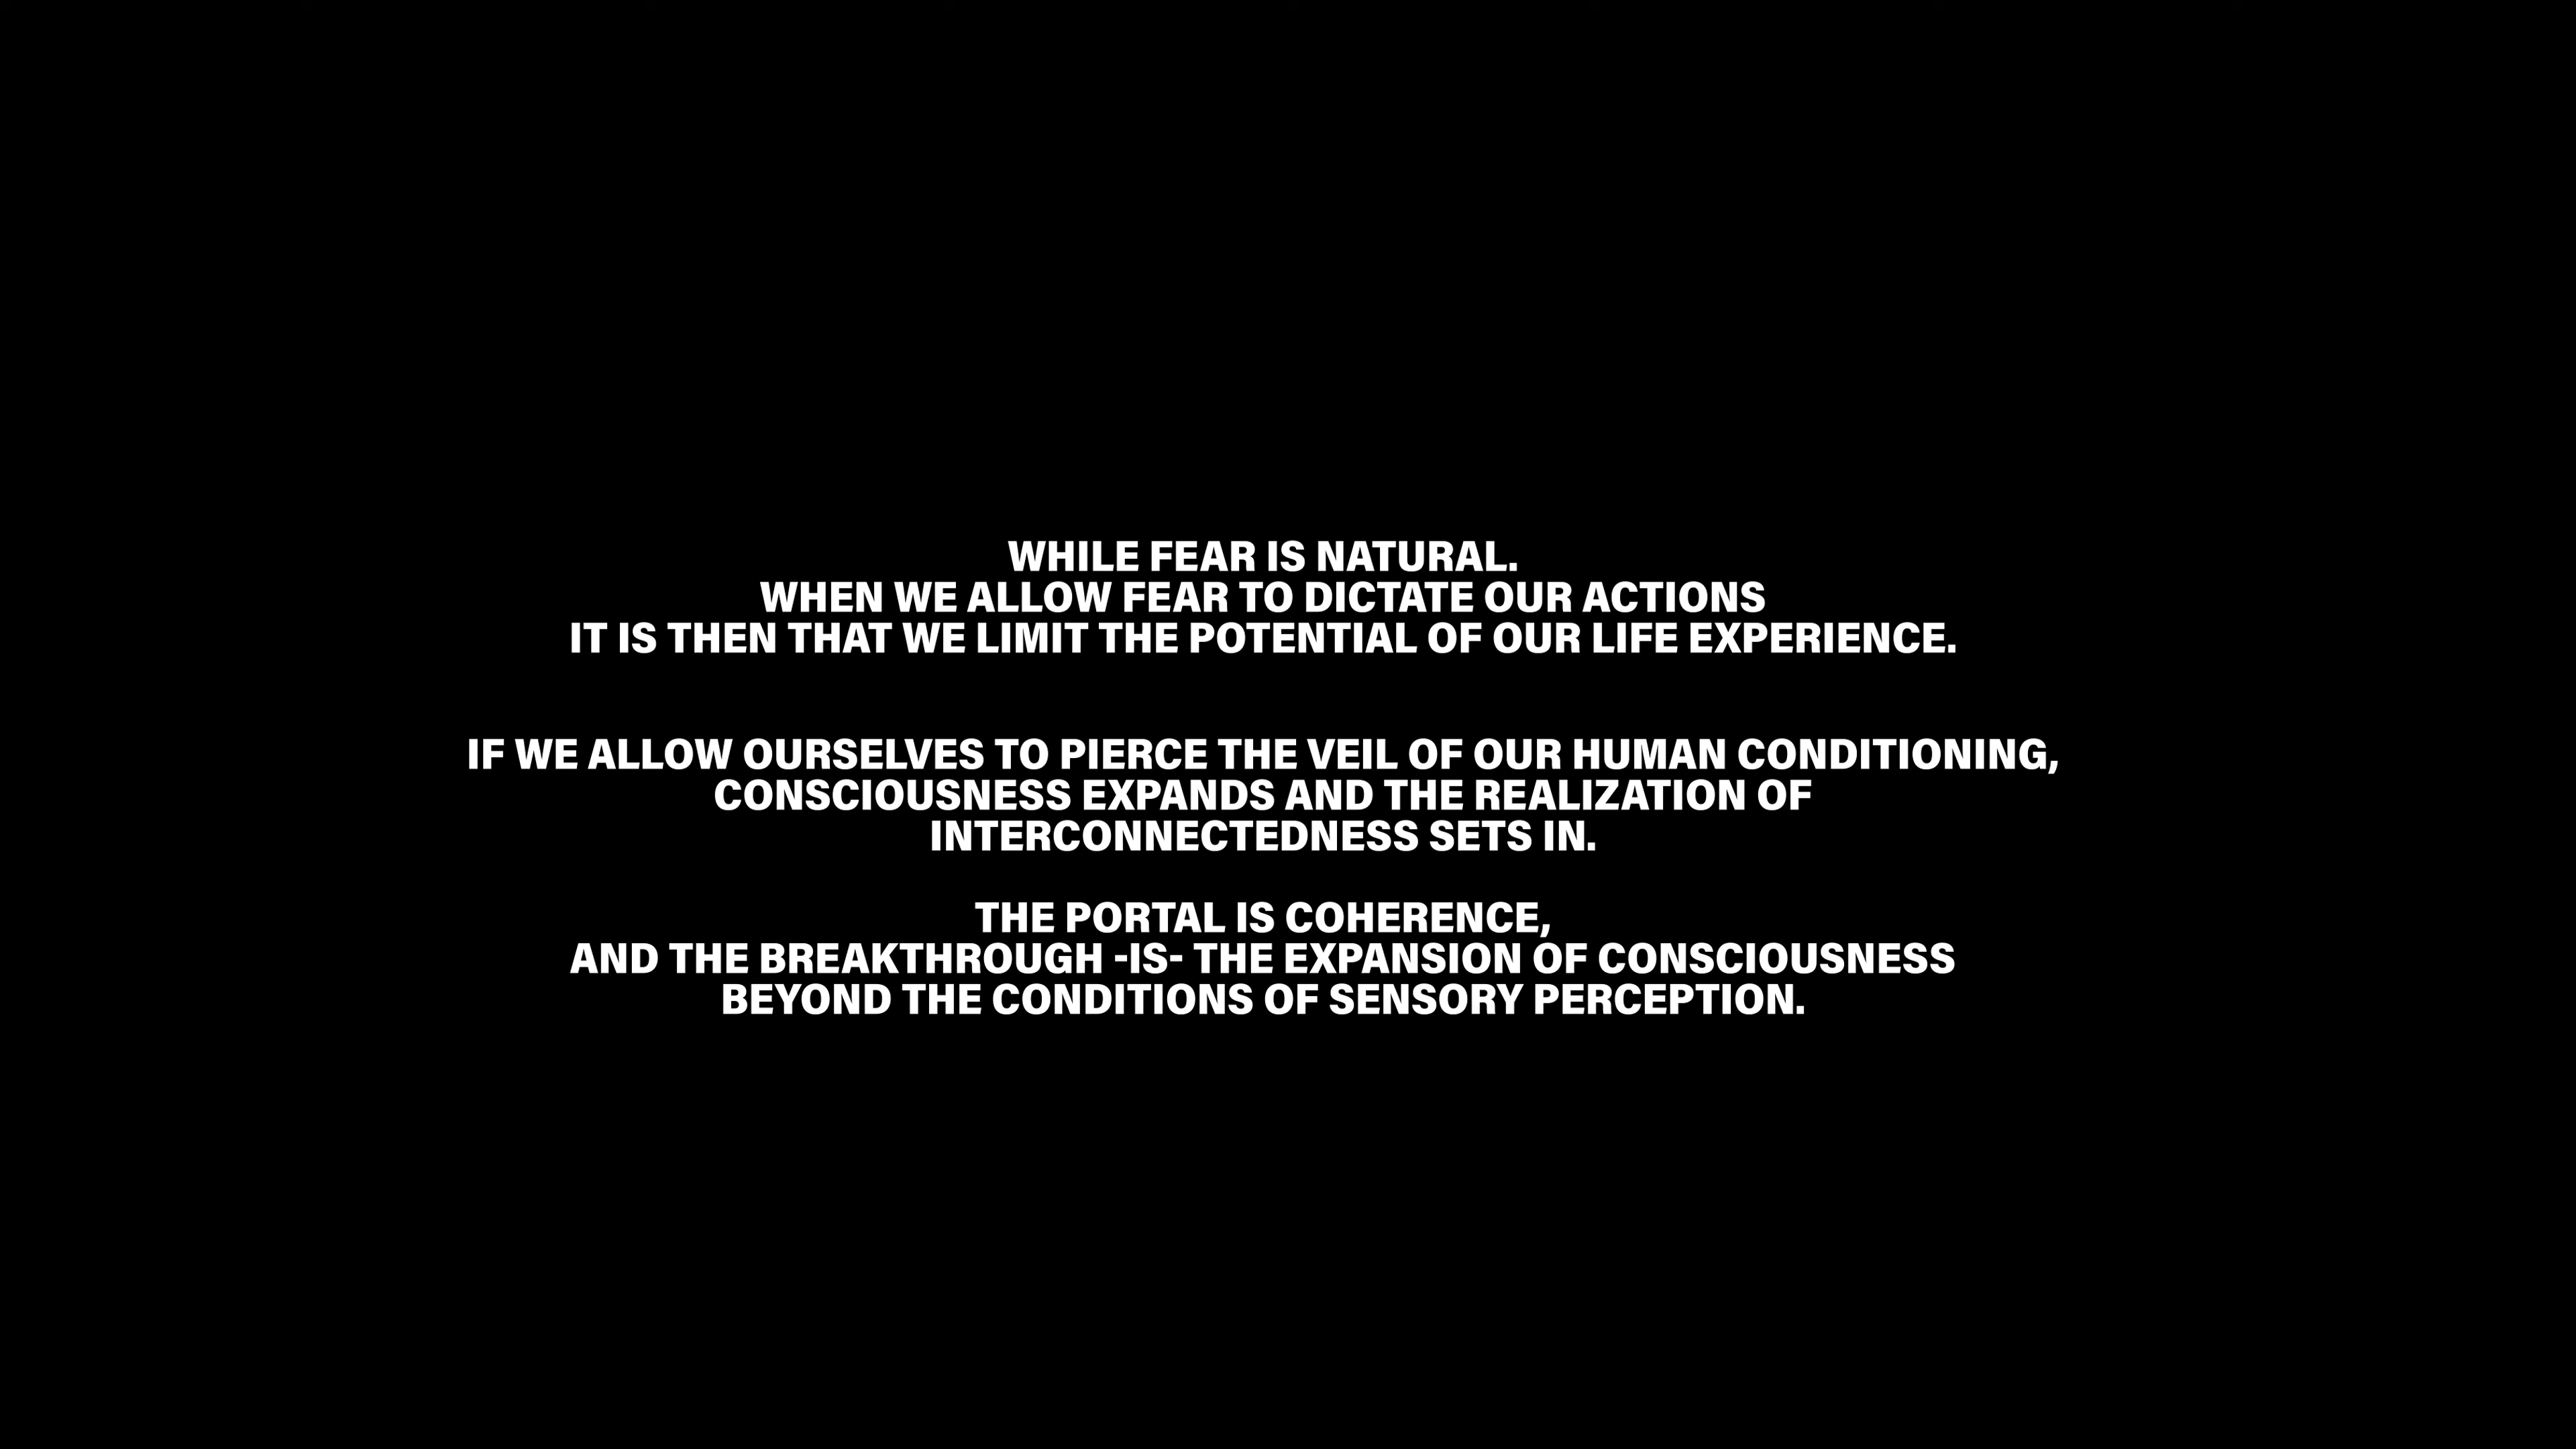 WHILE FEAR IS NATURAL.
WHEN WE ALLOW FEAR TO DICTATE OUR ACTIONS
IT IS THEN THAT WE LIMIT THE POTENTIAL OF OUR LIFE EXPERIENCE.
IF WE ALLOW OURSELVES TO PIERCE THE VEIL OF OUR HUMAN CONDITIONING,
CONSCIOUSNESS EXPANDS AND THE REALIZATION OF
INTERCONNECTEDNESS SETS IN.
THE PORTAL IS COHERENCE,
AND THE BREAKTHROUGH -IS- THE EXPANSION OF CONSCIOUSNESS
BEYOND THE CONDITIONS OF SENSORY PERCEPTION.